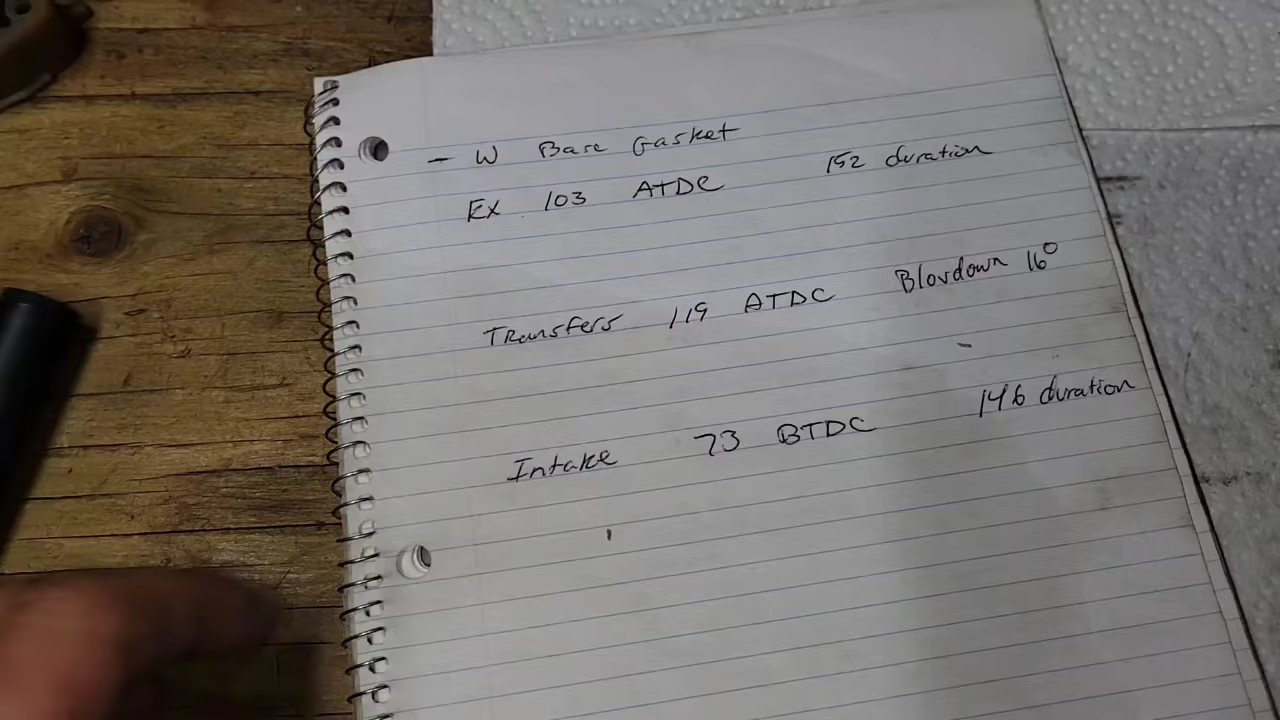 - W Base Gasket
Ex 103 ATDC 152 duration
Transfers 119 ATDC Blowdown 16°
Intake 73 BTDC 146 duration